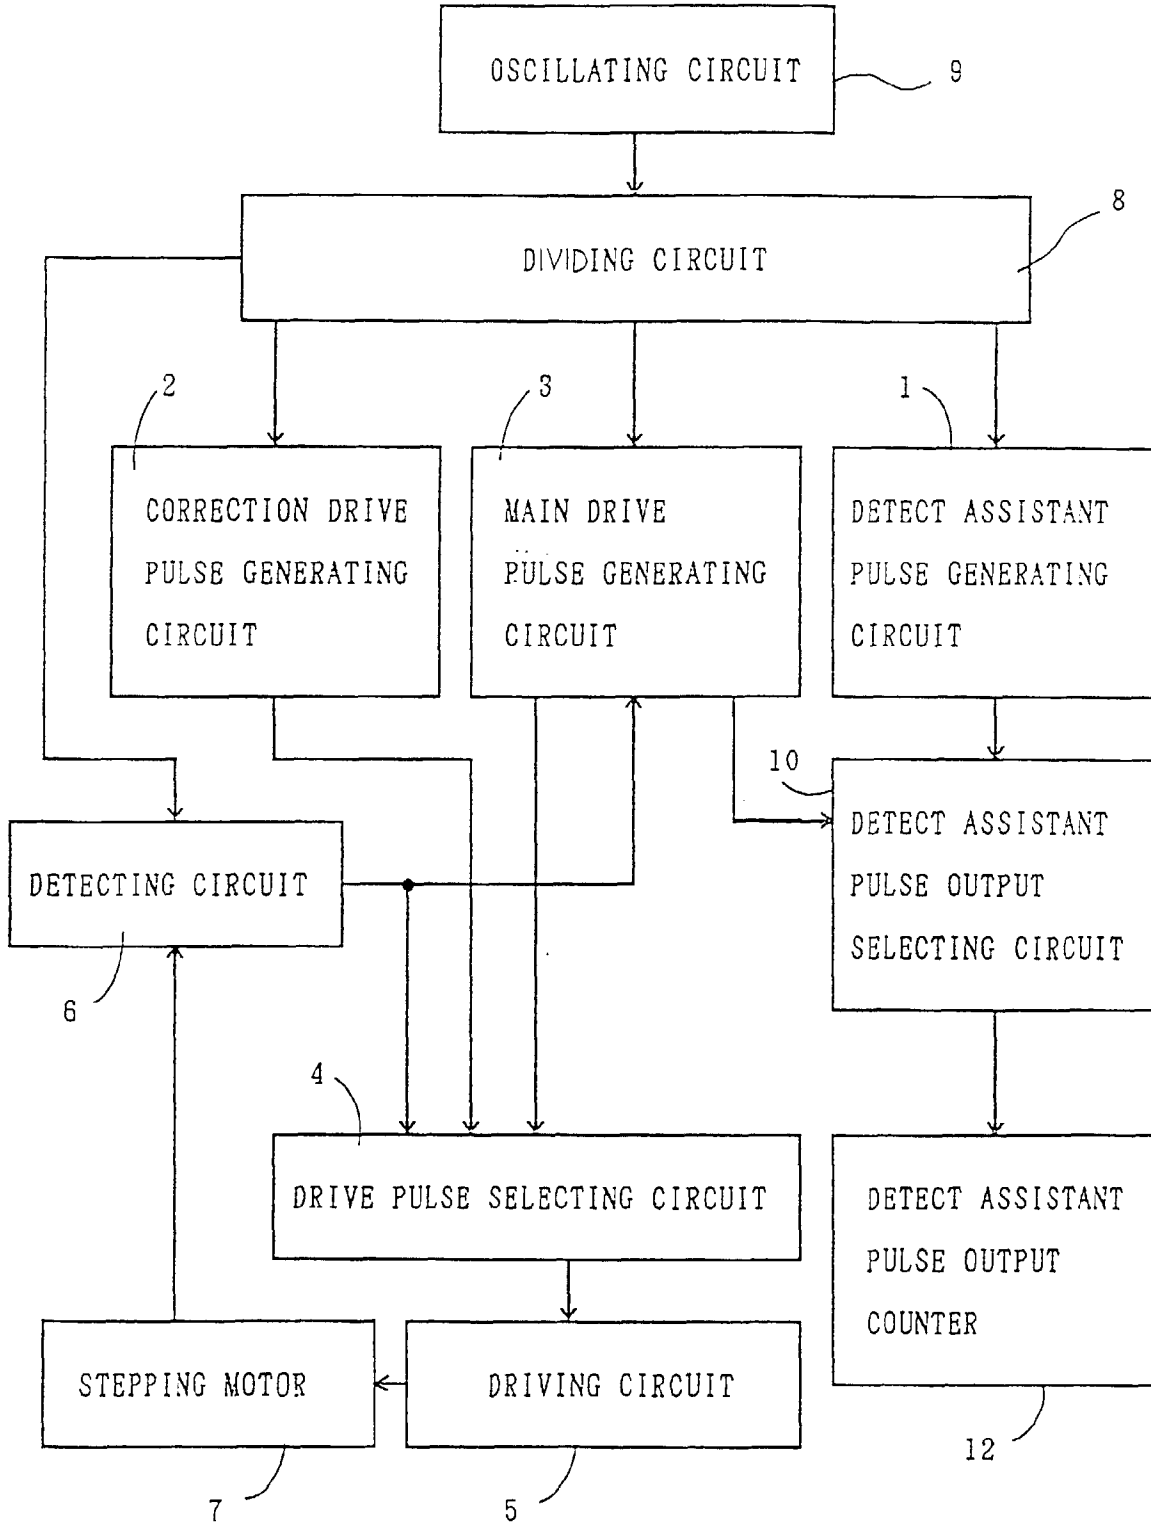 OSCILLATING CIRCUIT
9
8
DIVIDING CIRCUIT
2
3
1
CORRECTION DRIVE
PULSE GENERATING
CIRCUIT
MAIN DRIVE
PULSE GENERATING
CIRCUIT
DETECT ASSISTANT
PULSE GENERATING
CIRCUIT
10
DETECT ASSISTANT
PULSE OUTPUT
SELECTING CIRCUIT
DETECTING CIRCUIT
6
4
DRIVE PULSE SELECTING CIRCUIT
DETECT ASSISTANT
PULSE OUTPUT
COUNTER
STEPPING MOTOR
DRIVING CIRCUIT
12
7
5